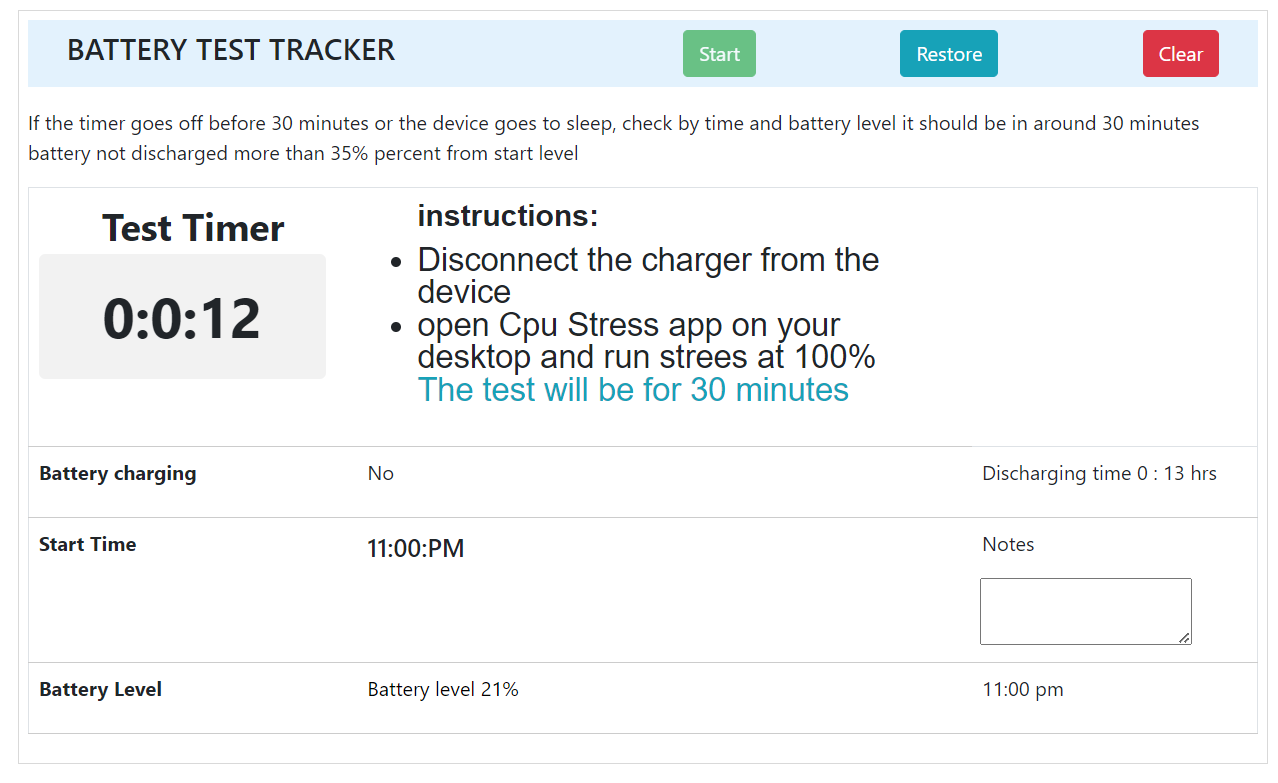 BATTERY TEST TRACKER
Start
Restore
Clear
If the timer goes off before 30 minutes or the device goes to sleep, check by time and battery level it should be in around 30 minutes
battery not discharged more than 35% percent from start level
Test Timer
0:0:12
instructions:
Disconnect the charger from the
device
open Cpu Stress app on your
desktop and run strees at 100%
The test will be for 30 minutes
Battery charging
No
Discharging time 0 : 13 hrs
Start Time
11:00:PM
Notes
Battery Level
Battery level 21%
11:00 pm